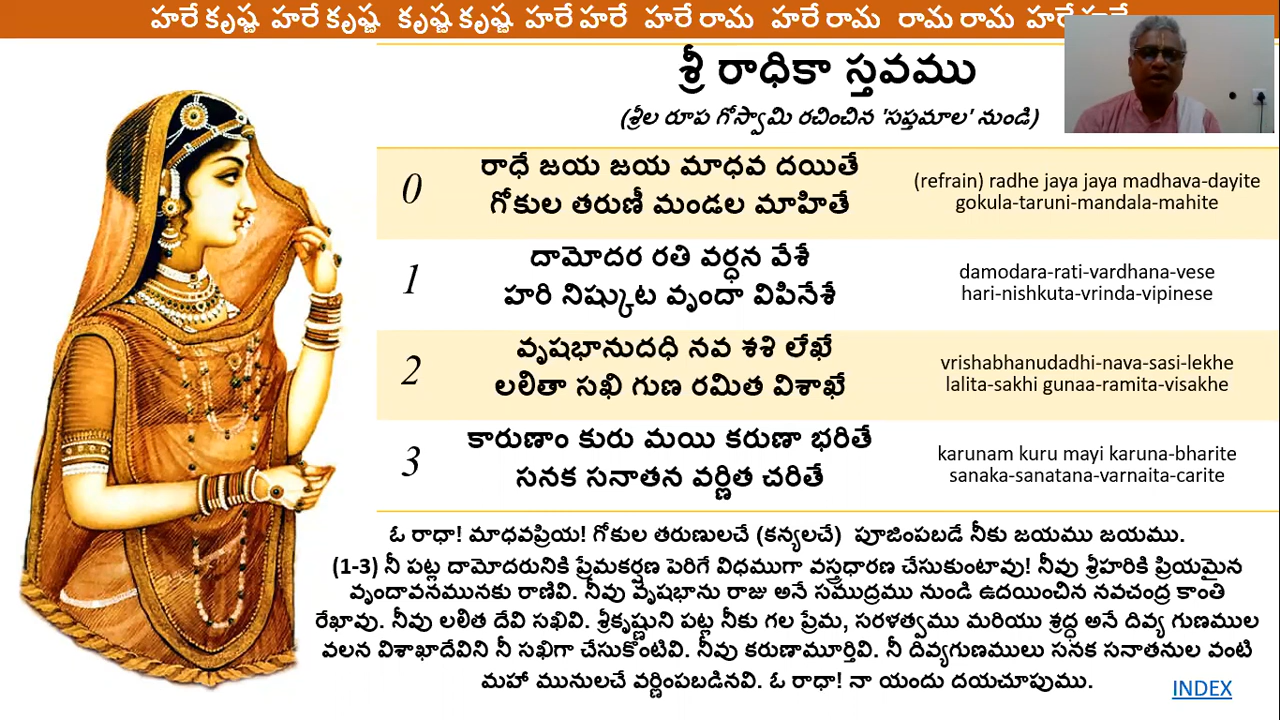 హరే కృష్ణ హరే కృష్ణ కృష్ణ కృష్ణ హరే హరే హరే రామ హరే రామ రామ రామ హరే హరే
శ్రీ రాధికా స్తవము
(శ్రీల రూప గోస్వామి రచించిన 'సప్తమాల' నుండి)
0
రాధే జయ జయ మాధవ దయితే
గోకుల తరుణీ మండల మాహితే
(refrain) radhe jaya jaya madhava-dayite
gokula-taruni-mandala-mahite
1
దామోదర రతి వర్ధన వేశే
హరి నిష్కుట వృందా విపినేశే
damodara-rati-vardhana-vese
hari-nishkuta-vrinda-vipinese
2
వృషభానుదధి నవ శశి లేఖే
లలితా సఖి గుణ రమిత విశాఖే
vrishabhanudadhi-nava-sasi-lekhe
lalita-sakhi gunaa-ramita-visakhe
3
కారుణాం కురు మయి కరుణా భరితే
సనక సనాతన వర్ణిత చరితే
karunam kuru mayi karuna-bharite
sanaka-sanatana-varnaita-carite
ఓ రాధా! మాధవప్రియ! గోకుల తరుణులచే (కన్యలచే) పూజింపబడే నీకు జయము జయము.
(1-3) నీ పట్ల దామోదరునికి ప్రేమకర్షణ పెరిగే విధముగా వస్త్రధారణ చేసుకుంటావు! నీవు శ్రీహరికి ప్రియమైన
వృందావనమునకు రాణివి. నీవు వృషభాను రాజు అనే సముద్రము నుండి ఉదయించిన నవచంద్ర కాంతి
రేఖావు. నీవు లలిత దేవి సఖివి. శ్రీకృష్ణుని పట్ల నీకు గల ప్రేమ, సరళత్వము మరియు శ్రద్ధ అనే దివ్య గుణముల
వలన విశాఖాదేవిని నీ సఖిగా చేసుకొంటివి. నీవు కరుణామూర్తివి. నీ దివ్యగుణములు సనక సనాతనుల వంటి
మహా మునులచే వర్ణింపబడినవి. ఓ రాధా! నా యందు దయచూపుము.
INDEX